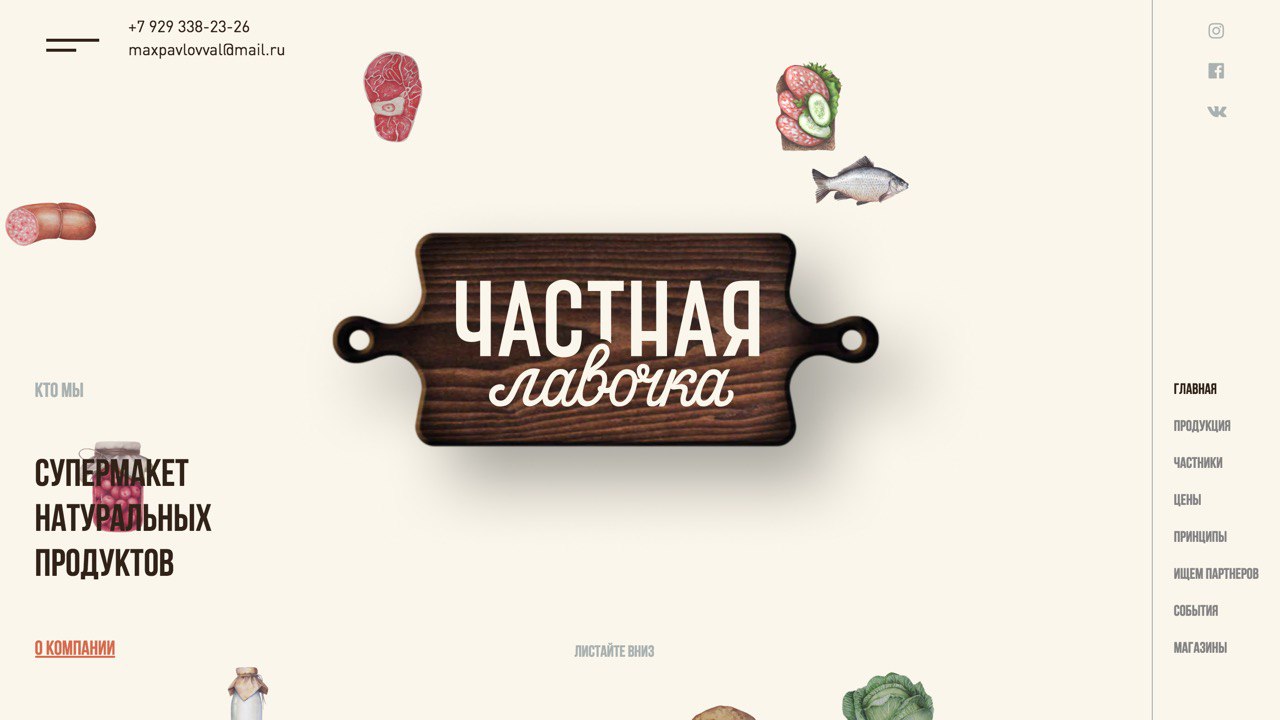 +7 929 338-23-26
maxpavlovval@mail.ru
ЧАСТНАЯ
лавочка
КТО МЫ
СУПЕРМАКЕТ
НАТУРАЛЬНЫХ
ПРОДУКТОВ
О КОМПАНИИ
ЛИСТАЙТЕ ВНИЗ
ГЛАВНАЯ
ПРОДУКЦИЯ
ЧАСТНИКИ
ЦЕНЫ
ПРИНЦИПЫ
ИЩЕМ ПАРТНЕРОВ
СОБЫТИЯ
МАГАЗИНЫ